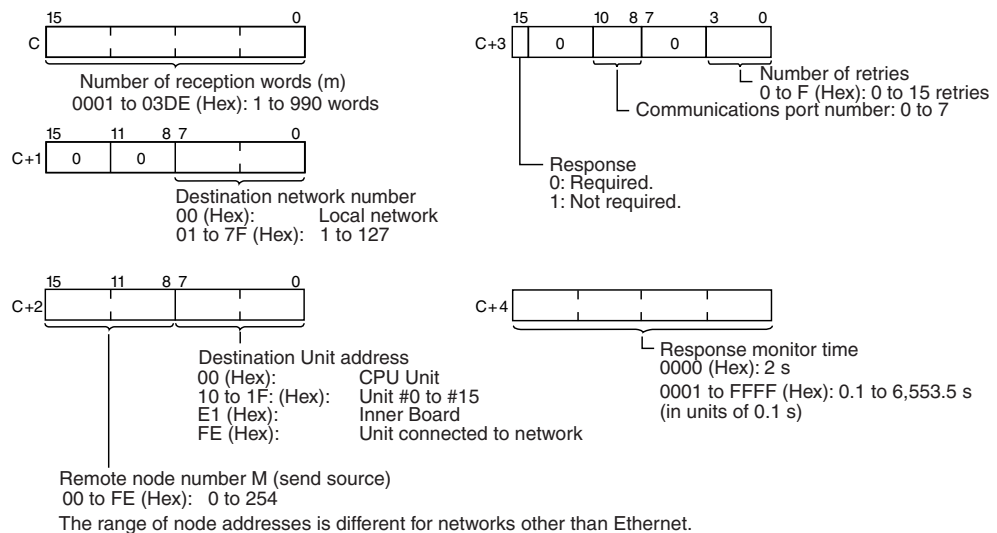 15 0
C
Number of reception words (m)
0001 to 03DE (Hex): 1 to 990 words
15 11 8 7 0
C+1 0 0
Destination network number
00 (Hex): Local network
01 to 7F (Hex): 1 to 127
15 11 8 7 0
C+2
Destination Unit address
00 (Hex): CPU Unit
10 to 1F: (Hex): Unit #0 to #15
E1 (Hex): Inner Board
FE (Hex): Unit connected to network
Remote node number M (send source)
00 to FE (Hex): 0 to 254
The range of node addresses is different for networks other than Ethernet.
15 10 8 7 3 0
C+3 0 0
Number of retries
0 to F (Hex): 0 to 15 retries
Communications port number: 0 to 7
Response
0: Required.
1: Not required.
C+4
Response monitor time
0000 (Hex): 2 s
0001 to FFFF (Hex): 0.1 to 6,553.5 s
(in units of 0.1 s)